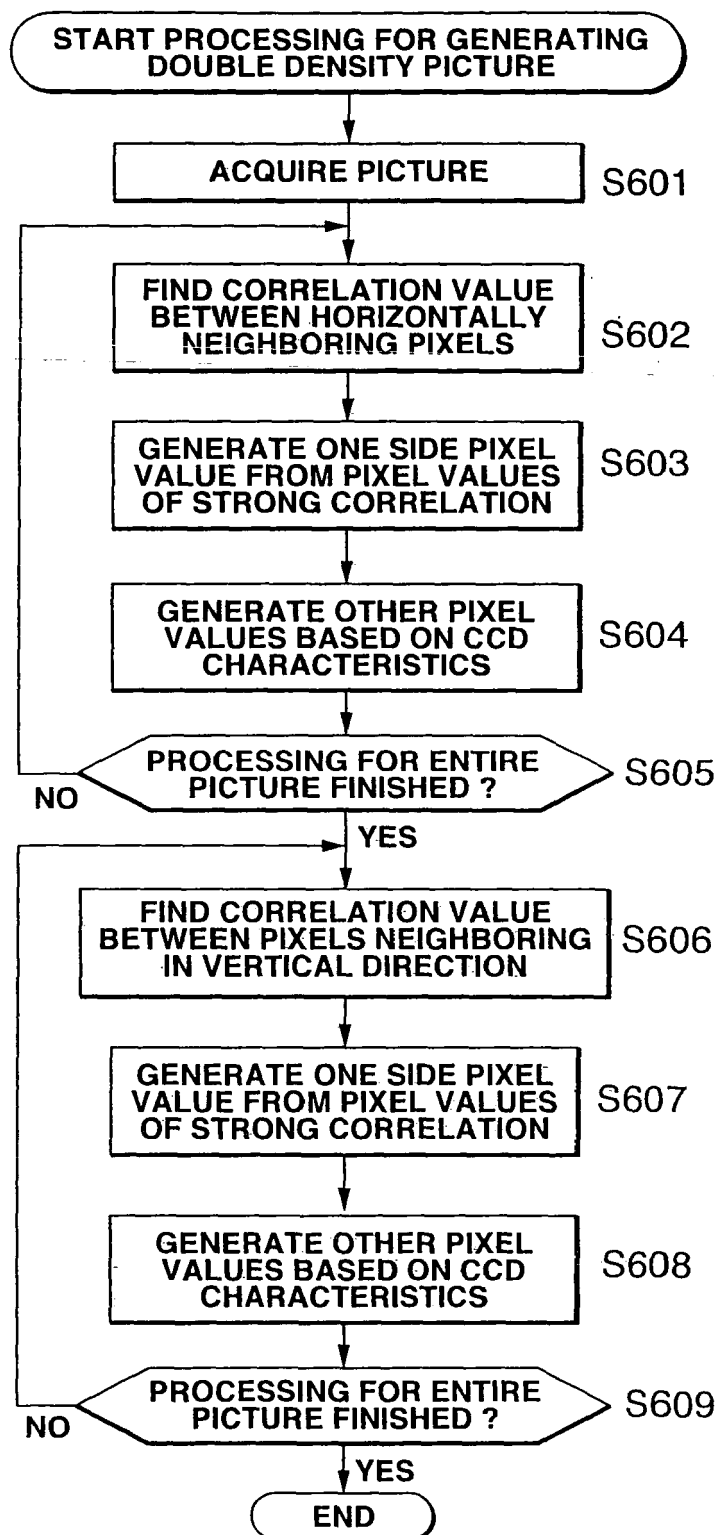 START PROCESSING FOR GENERATING
DOUBLE DENSITY PICTURE
ACQUIRE PICTURE
S601
FIND CORRELATION VALUE
BETWEEN HORIZONTALLY
NEIGHBORING PIXELS
S602
GENERATE ONE SIDE PIXEL
VALUE FROM PIXEL VALUES
OF STRONG CORRELATION
S603
GENERATE OTHER PIXEL
VALUES BASED ON CCD
CHARACTERISTICS
S604
PROCESSING FOR ENTIRE
PICTURE FINISHED ?
S605
NO
YES
FIND CORRELATION VALUE
BETWEEN PIXELS NEIGHBORING
IN VERTICAL DIRECTION
S606
GENERATE ONE SIDE PIXEL
VALUE FROM PIXEL VALUES
OF STRONG CORRELATION
S607
GENERATE OTHER PIXEL
VALUES BASED ON CCD
CHARACTERISTICS
S608
PROCESSING FOR ENTIRE
PICTURE FINISHED ?
S609
NO
YES
END